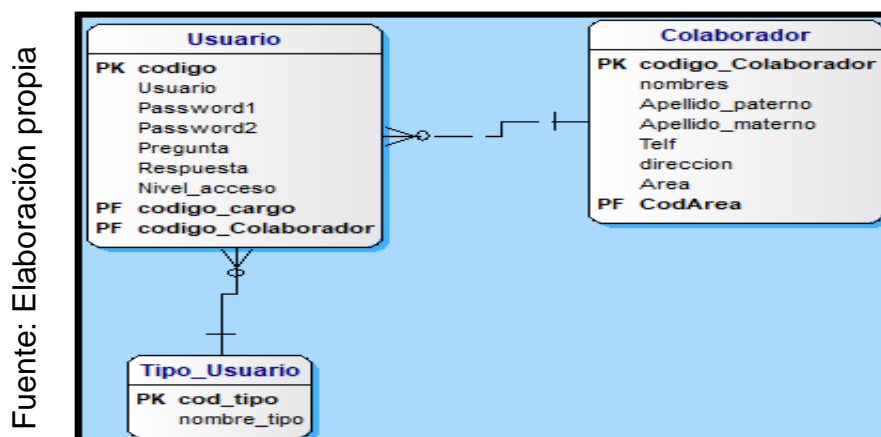 Fuente: Elaboración propia
Usuario
PK codigo
Usuario
Password1
Password2
Pregunta
Respuesta
Nivel_acceso
PF codigo_cargo
PF codigo_Colaborador
Colaborador
PK codigo_Colaborador
nombres
Apellido_paterno
Apellido_materno
Telf
direccion
Area
PF CodArea
Tipo_Usuario
PK cod_tipo
nombre_tipo